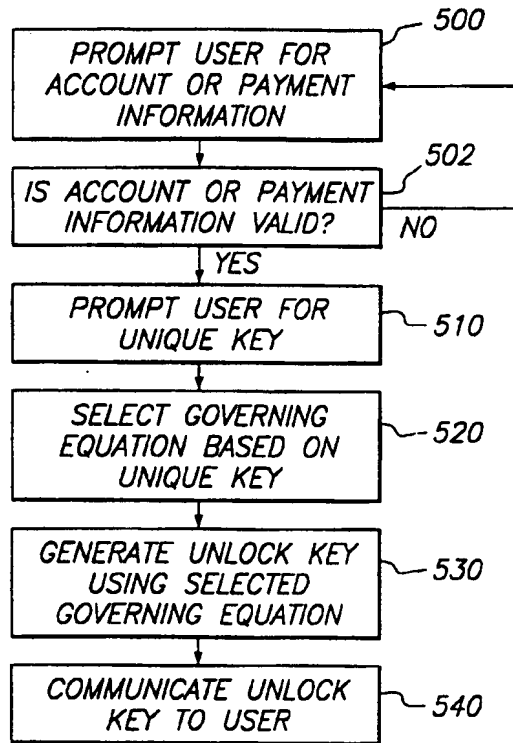 500
PROMPT USER FOR
ACCOUNT OR PAYMENT
INFORMATION
502
IS ACCOUNT OR PAYMENT
INFORMATION VALID?
NO
YES
510
PROMPT USER FOR
UNIQUE KEY
520
SELECT GOVERNING
EQUATION BASED ON
UNIQUE KEY
530
GENERATE UNLOCK KEY
USING SELECTED
GOVERNING EQUATION
540
COMMUNICATE UNLOCK
KEY TO USER